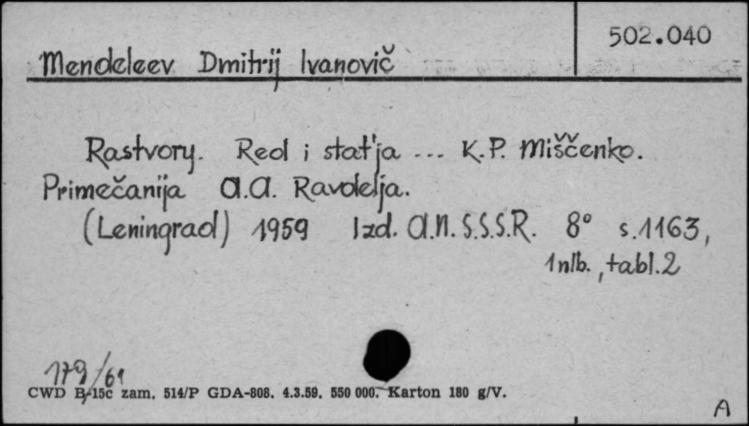 502.040
Mendeleev Dmitrij Ivanovič
Rastvory. Red i stat'ja ... K.P. Miščenko.
Primečanija A.A. Ravdelja.
(Leningrad) 1959 Izd. A.N.S.S.S.R. 8° s.1163,
1 nlb., tabl.2
179/61
CWD B/15c zam. 514/P GDA-808. 4.3.59. 550 000. Karton 180 g/V.
A